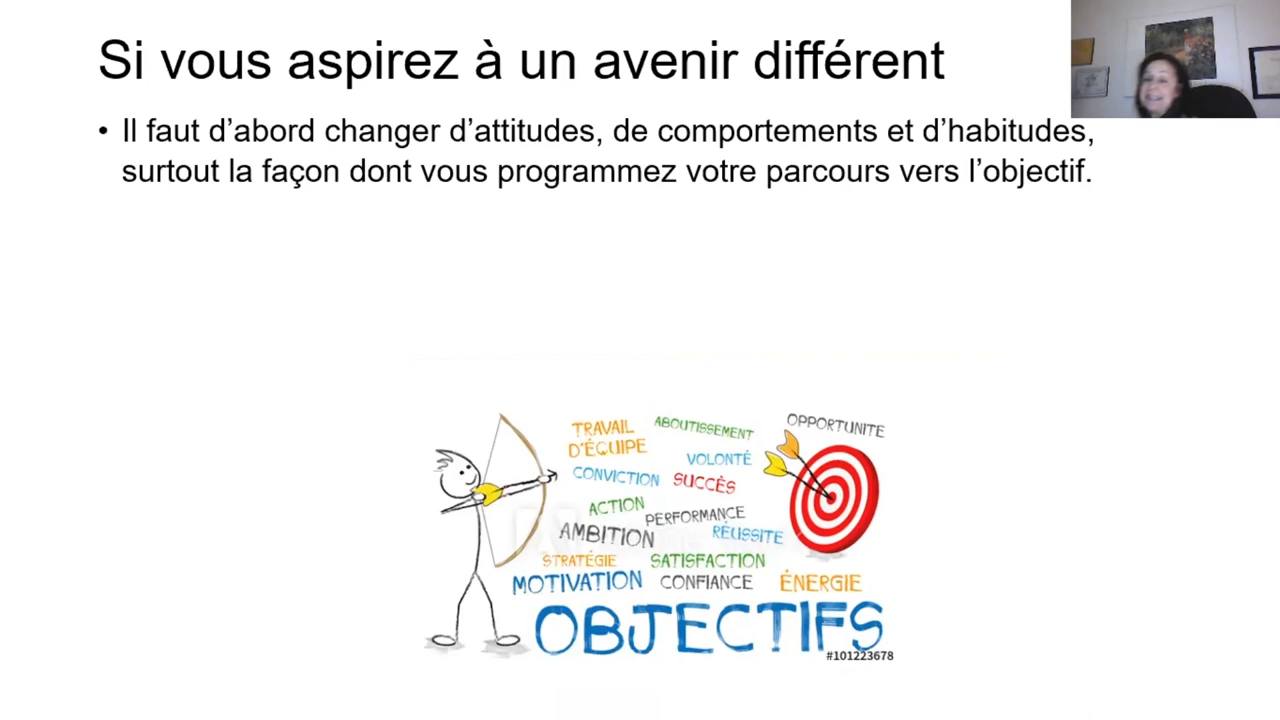 Si vous aspirez à un avenir différent
• Il faut d’abord changer d’attitudes, de comportements et d’habitudes,
surtout la façon dont vous programmez votre parcours vers l’objectif.
TRAVAIL
D'ÉQUIPE
ABOUTISSEMENT
OPPORTUNITE
VOLONTÉ
CONVICTION
SUCCÈS
ACTION
PERFORMANCE
AMBITION
RÉUSSITE
STRATÉGIE
SATISFACTION
MOTIVATION
CONFIANCE
ÉNERGIE
OBJECTIFS
#101223678